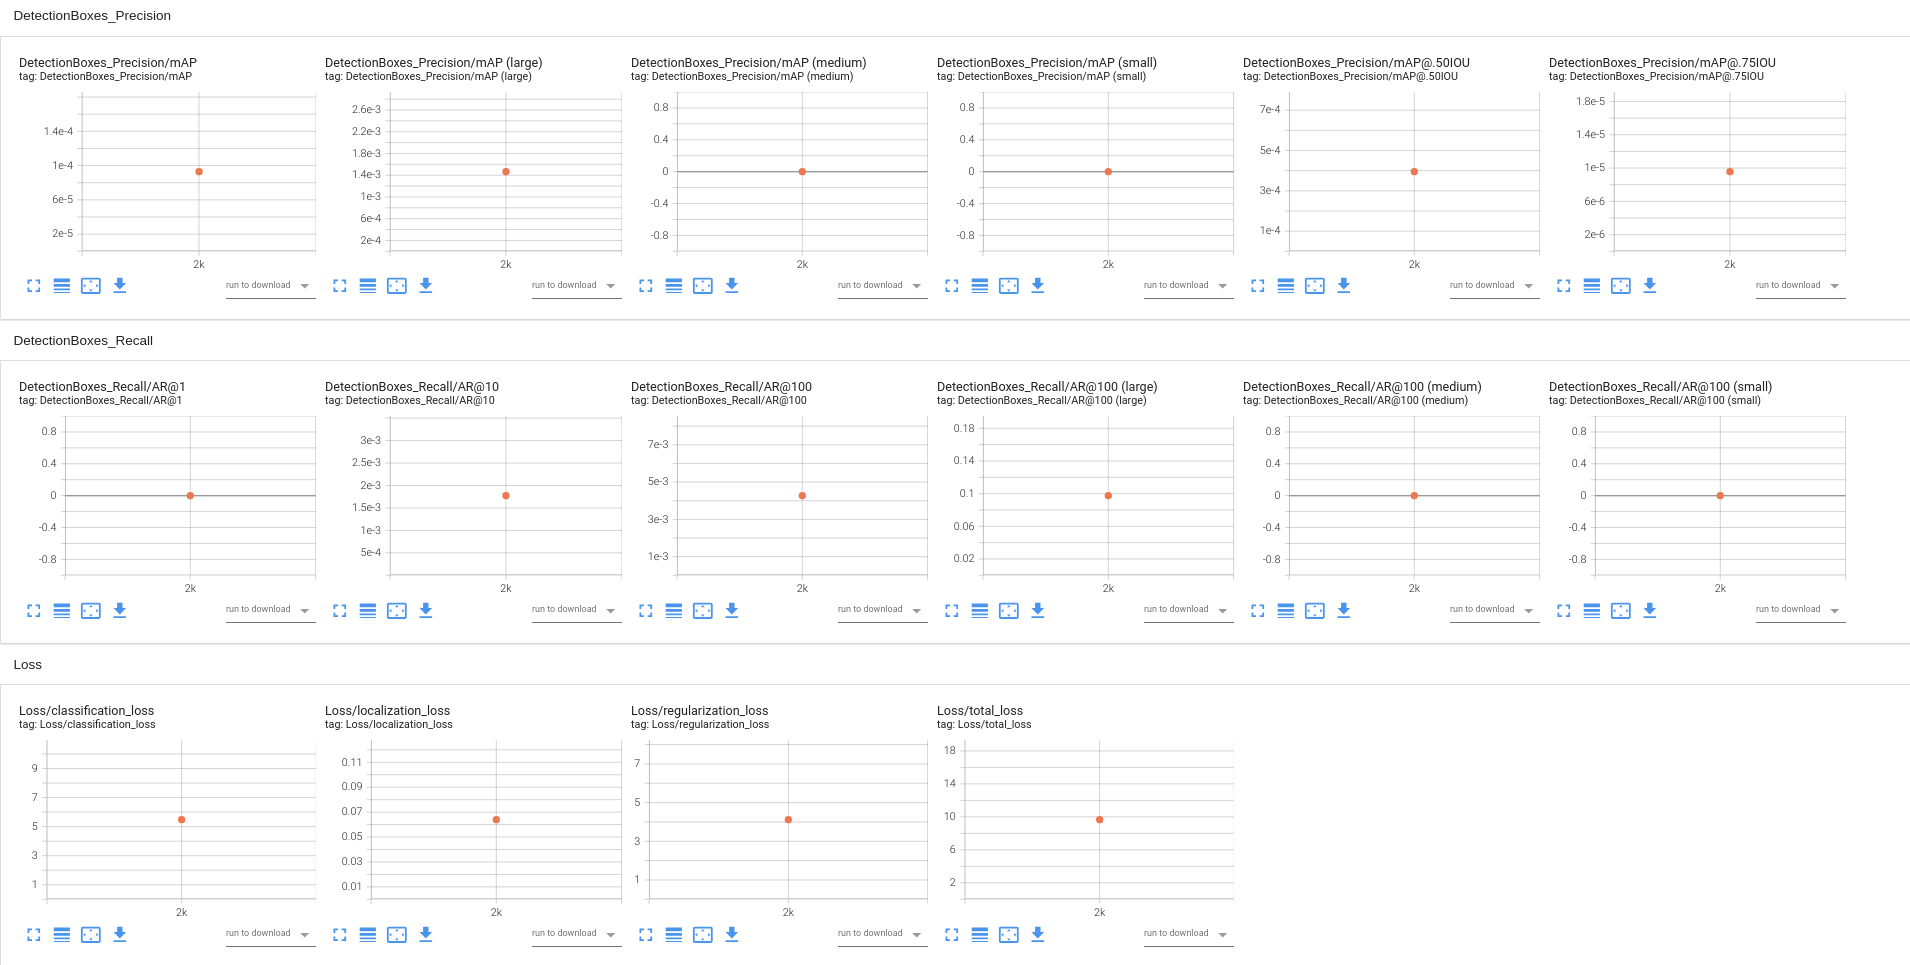 DetectionBoxes_Precision
DetectionBoxes_Precision/mAP
tag: DetectionBoxes_Precision/mAP
1.4e-4
1e-4
6e-5
2e-5
2k
run to download
DetectionBoxes_Precision/mAP (large)
tag: DetectionBoxes_Precision/mAP (large)
2.6e-3
2.2e-3
1.8e-3
1.4e-3
1e-3
6e-4
2e-4
2k
run to download
DetectionBoxes_Precision/mAP (medium)
tag: DetectionBoxes_Precision/mAP (medium)
0.8
0.4
0
-0.4
-0.8
2k
run to download
DetectionBoxes_Precision/mAP (small)
tag: DetectionBoxes_Precision/mAP (small)
0.8
0.4
0
-0.4
-0.8
2k
run to download
DetectionBoxes_Precision/mAP@.50IOU
tag: DetectionBoxes_Precision/mAP@.50IOU
7e-4
5e-4
3e-4
1e-4
2k
run to download
DetectionBoxes_Precision/mAP@.75IOU
tag: DetectionBoxes_Precision/mAP@.75IOU
1.8e-5
1.4e-5
1e-5
6e-6
2e-6
2k
run to download
DetectionBoxes_Recall
DetectionBoxes_Recall/AR@1
tag: DetectionBoxes_Recall/AR@1
0.8
0.4
0
-0.4
-0.8
2k
run to download
DetectionBoxes_Recall/AR@10
tag: DetectionBoxes_Recall/AR@10
3e-3
2.5e-3
2e-3
1.5e-3
1e-3
5e-4
2k
run to download
DetectionBoxes_Recall/AR@100
tag: DetectionBoxes_Recall/AR@100
7e-3
5e-3
3e-3
1e-3
2k
run to download
DetectionBoxes_Recall/AR@100 (large)
tag: DetectionBoxes_Recall/AR@100 (large)
0.18
0.14
0.1
0.06
0.02
2k
run to download
DetectionBoxes_Recall/AR@100 (medium)
tag: DetectionBoxes_Recall/AR@100 (medium)
0.8
0.4
0
-0.4
-0.8
2k
run to download
DetectionBoxes_Recall/AR@100 (small)
tag: DetectionBoxes_Recall/AR@100 (small)
0.8
0.4
0
-0.4
-0.8
2k
run to download
Loss
Loss/classification_loss
tag: Loss/classification_loss
9
7
5
3
1
2k
run to download
Loss/localization_loss
tag: Loss/localization_loss
0.11
0.09
0.07
0.05
0.03
0.01
2k
run to download
Loss/regularization_loss
tag: Loss/regularization_loss
7
5
3
1
2k
run to download
Loss/total_loss
tag: Loss/total_loss
18
14
10
6
2
2k
run to download